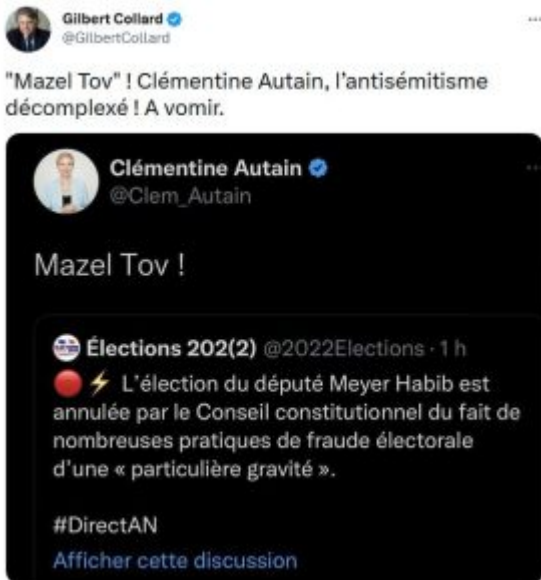 Gilbert Collard
@GilbertCollard
"Mazel Tov" ! Clémentine Autain, l'antisémitisme
décomplexé ! A vomir.
Clémentine Autain
@Clem_Autain
Mazel Tov !
Élections 202(2) @2022Elections · 1 h
L'élection du député Meyer Habib est
annulée par le Conseil constitutionnel du fait de
nombreuses pratiques de fraude électorale
d'une « particulière gravité ».
#DirectAN
Afficher cette discussion